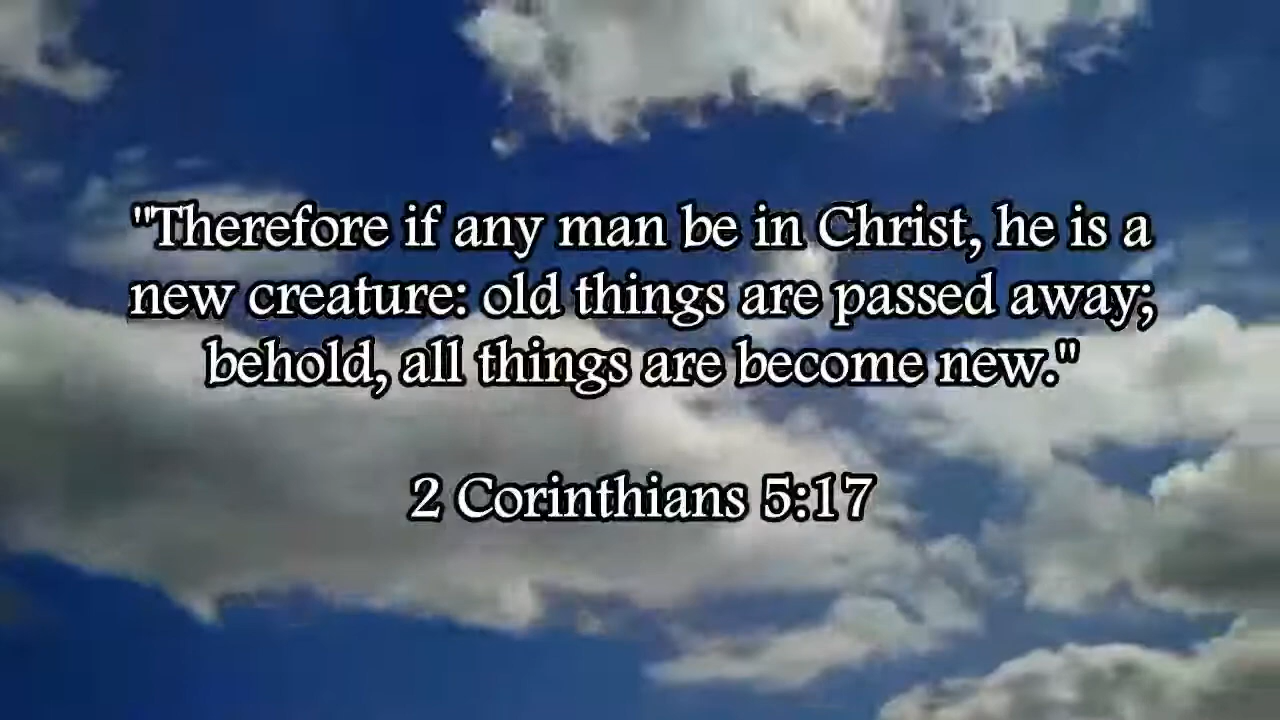 "Therefore if any man be in Christ, he is a
new creature: old things are passed away;
behold, all things are become new."
2 Corinthians 5:17